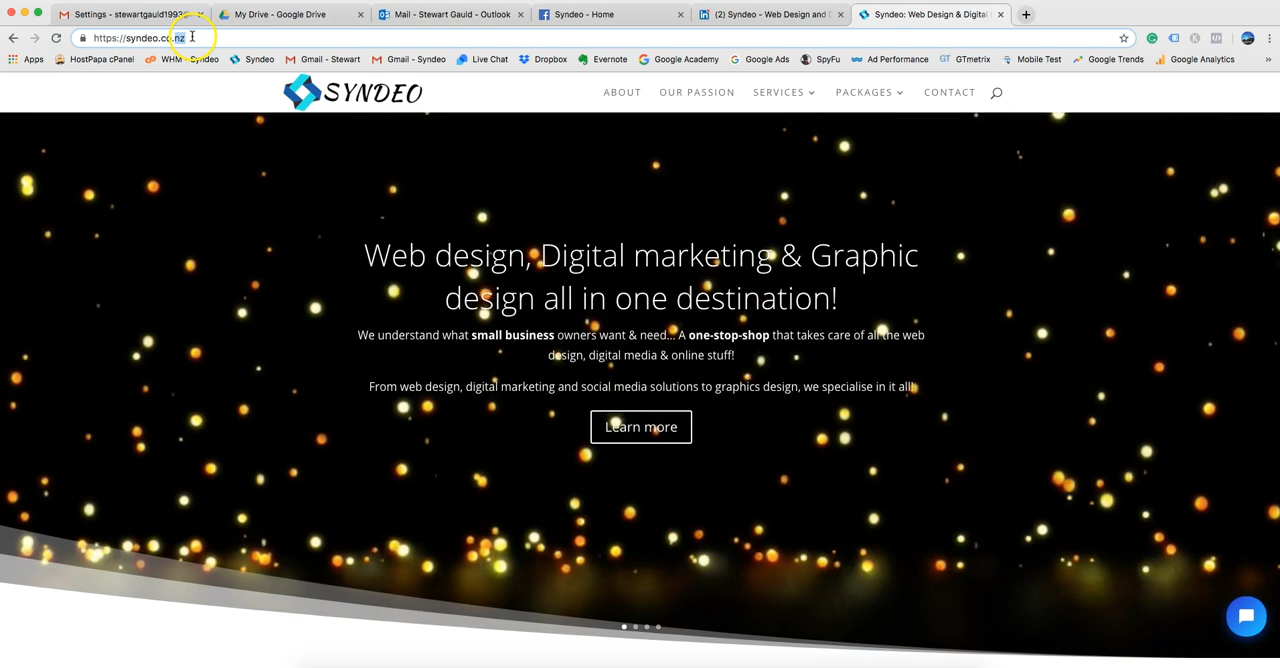 Settings - stewartgauld1993@
My Drive - Google Drive
Mail - Stewart Gauld - Outlook
Syndeo - Home
(2) Syndeo - Web Design and D
Syndeo: Web Design & Digital
https://syndeo.co.nz
Apps
HostPapa cPanel
WHM - Syndeo
Syndeo
Gmail - Stewart
Gmail - Syndeo
Live Chat
Dropbox
Evernote
Google Academy
Google Ads
SpyFu
Ad Performance
GTmetrix
Mobile Test
Google Trends
Google Analytics
SYNDEO
ABOUT
OUR PASSION
SERVICES
PACKAGES
CONTACT
Web design, Digital marketing & Graphic
design all in one destination!
We understand what small business owners want & need... A one-stop-shop that takes care of all the web
design, digital media & online stuff!
From web design, digital marketing and social media solutions to graphics design, we specialise in it all!
Learn more